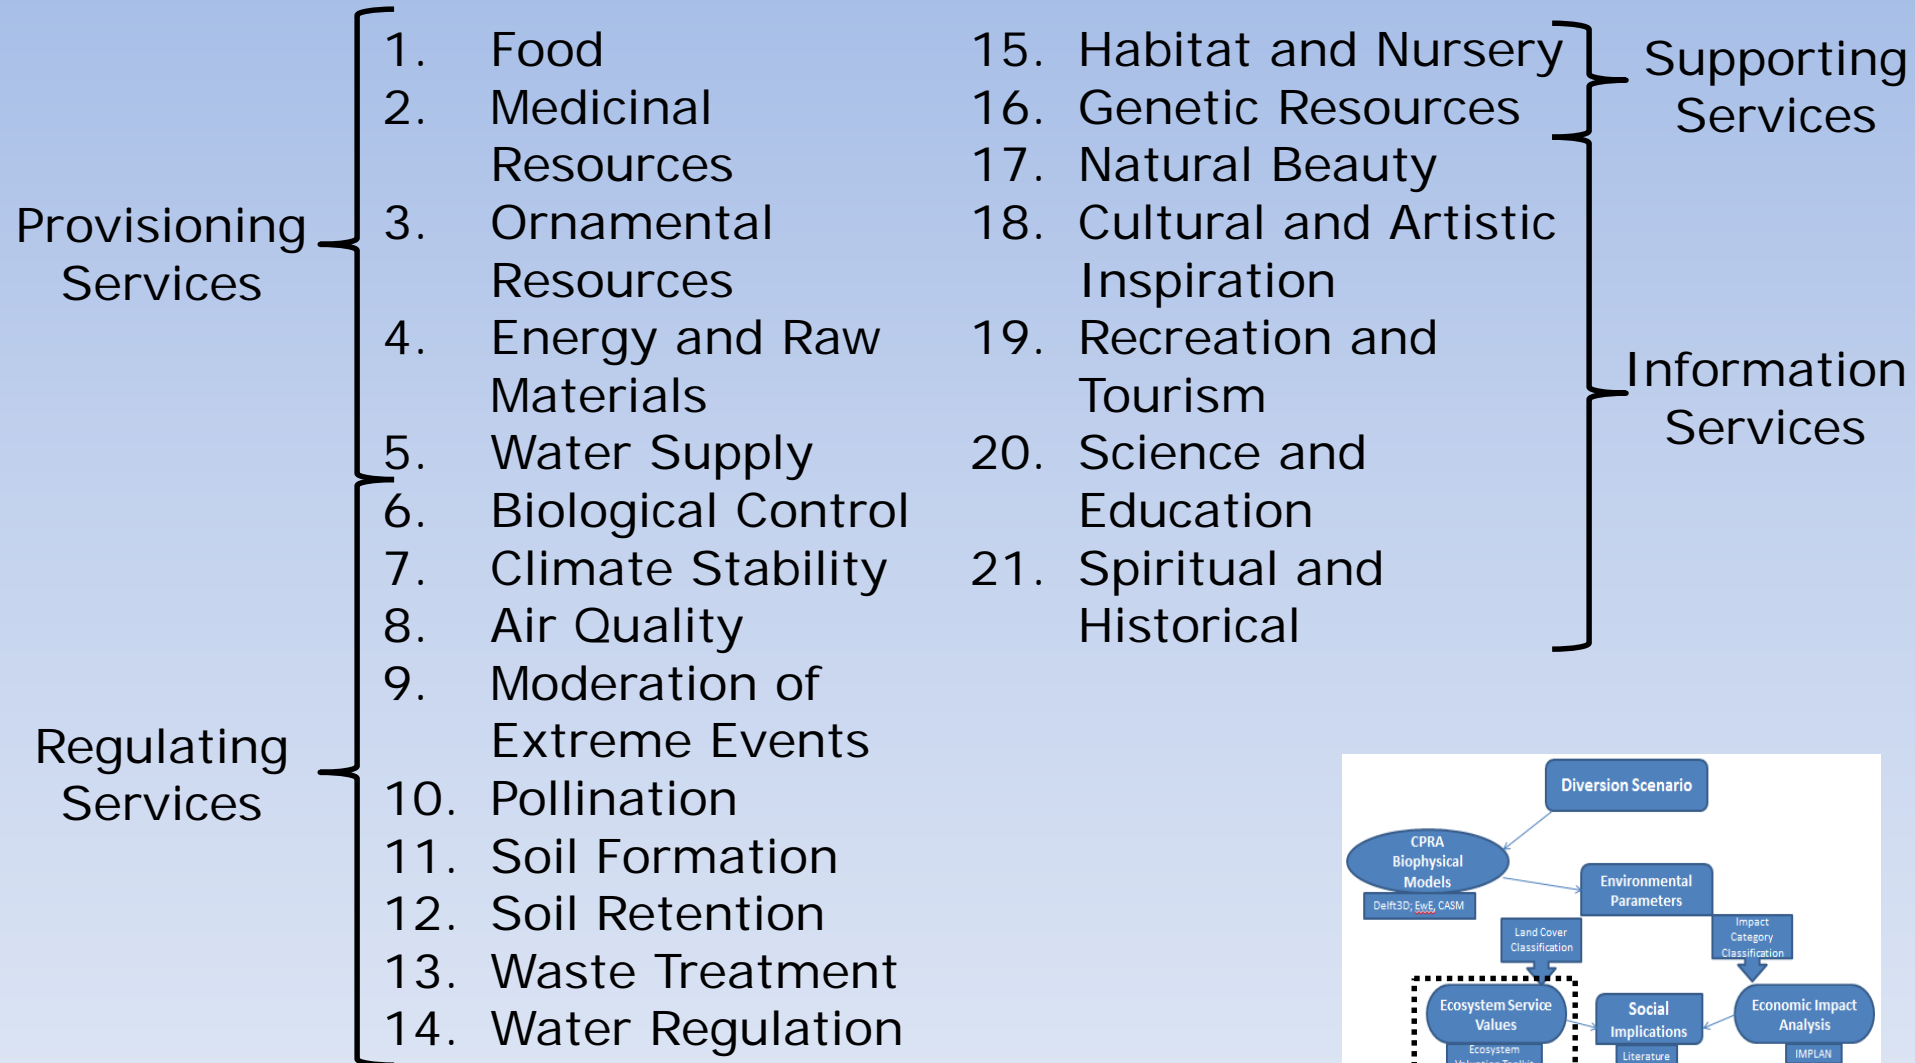 Provisioning
Services
1. Food
2. Medicinal
Resources
3. Ornamental
Resources
4. Energy and Raw
Materials
5. Water Supply
Regulating
Services
6. Biological Control
7. Climate Stability
8. Air Quality
9. Moderation of
Extreme Events
10. Pollination
11. Soil Formation
12. Soil Retention
13. Waste Treatment
14. Water Regulation
15. Habitat and Nursery
16. Genetic Resources
Supporting
Services
17. Natural Beauty
18. Cultural and Artistic
Inspiration
19. Recreation and
Tourism
20. Science and
Education
21. Spiritual and
Historical
Information
Services
Diversion Scenario
CPRA
Biophysical
Models
Delft3D; EwE, CASM
Environmental
Parameters
Land Cover
Classification
Impact
Category
Classification
Ecosystem Service
Values
Ecosystem
Valuation Toolkit
Social
Implications
Literature
Economic Impact
Analysis
IMPLAN